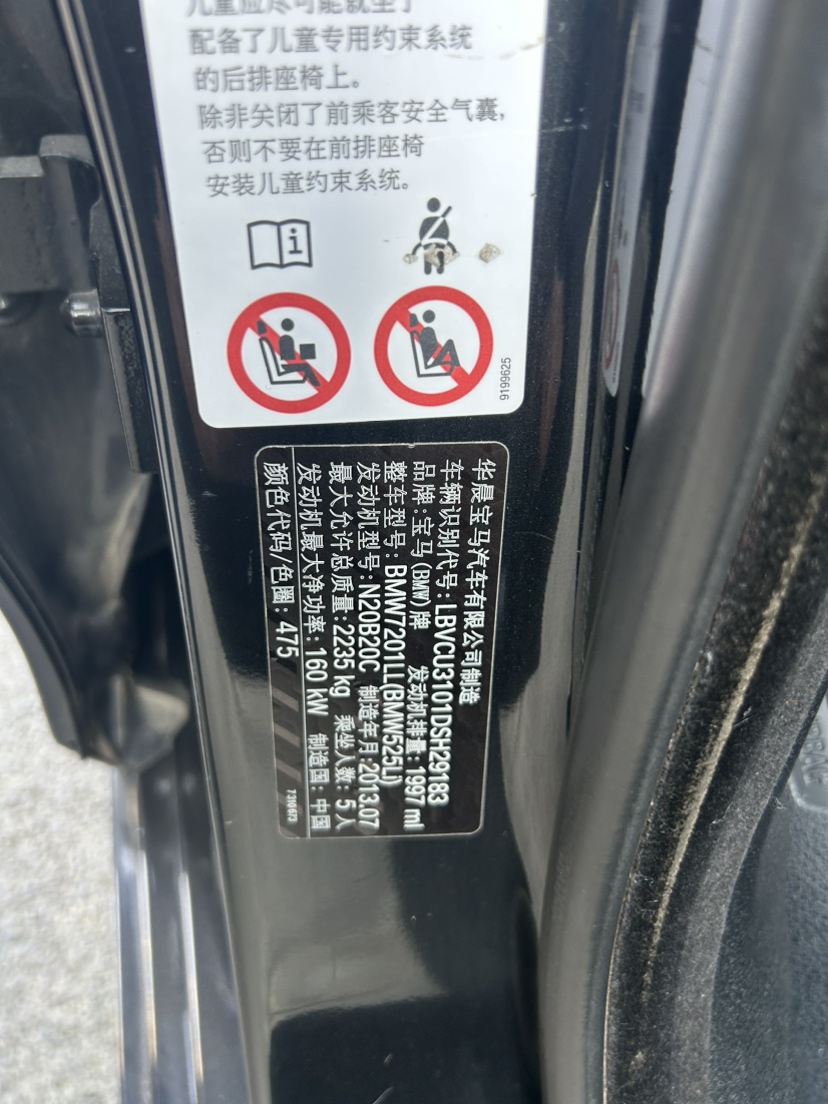 儿童应尽可能就坐于
配备了儿童专用约束系统
的后排座椅上。
除非关闭了前乘客安全气囊,
否则不要在前排座椅
安装儿童约束系统。
9199625
华晨宝马汽车有限公司制造
车辆识别代号:LBVCU3101DSH29183
品牌:宝马(BMW)牌 发动机排量:1997 ml
整车型号:BMW7201LL(BMW525Li)
发动机型号:N20B20C 制造年月:2013.07
最大允许总质量:2235 kg 乘坐人数:5人
发动机最大净功率:160 kW 制造国:中国
颜色代码/色圈:475
7310673